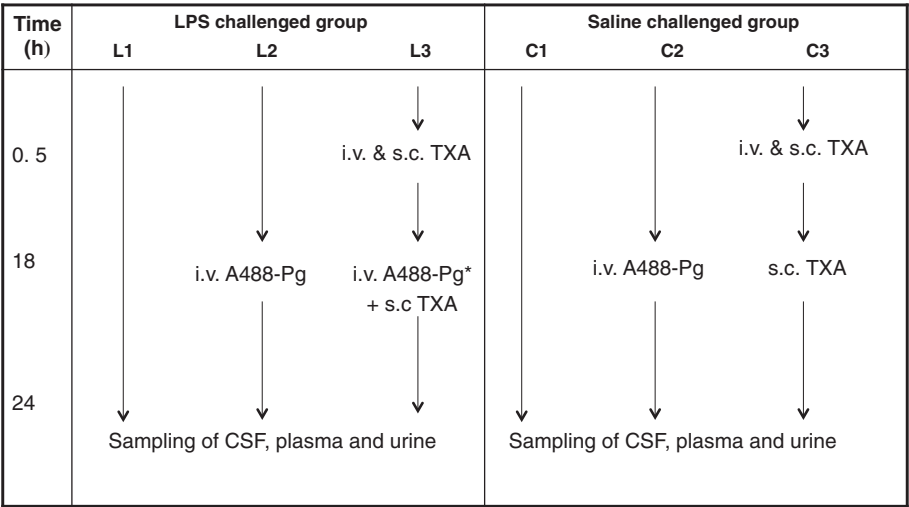 Time (h) LPS challenged group Saline challenged group
L1 L2 L3 C1 C2 C3
0. 5 i.v. & s.c. TXA i.v. & s.c. TXA
18 i.v. A488-Pg i.v. A488-Pg* i.v. A488-Pg s.c. TXA
+ s.c TXA
24
Sampling of CSF, plasma and urine Sampling of CSF, plasma and urine